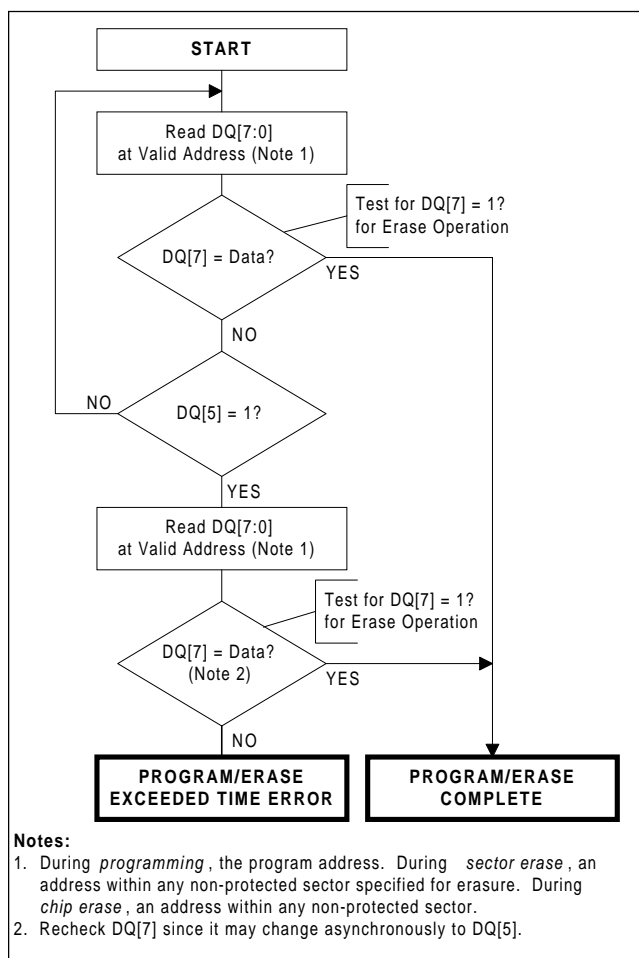 START
Read DQ[7:0]
at Valid Address (Note 1)
Test for DQ[7] = 1?
for Erase Operation
DQ[7] = Data?
YES
NO
NO
DQ[5] = 1?
YES
Read DQ[7:0]
at Valid Address (Note 1)
Test for DQ[7] = 1?
for Erase Operation
DQ[7] = Data?
(Note 2)
YES
NO
PROGRAM/ERASE
EXCEEDED TIME ERROR
PROGRAM/ERASE
COMPLETE
Notes:
1. During programming, the program address. During sector erase, an
address within any non-protected sector specified for erasure. During
chip erase, an address within any non-protected sector.
2. Recheck DQ[7] since it may change asynchronously to DQ[5].